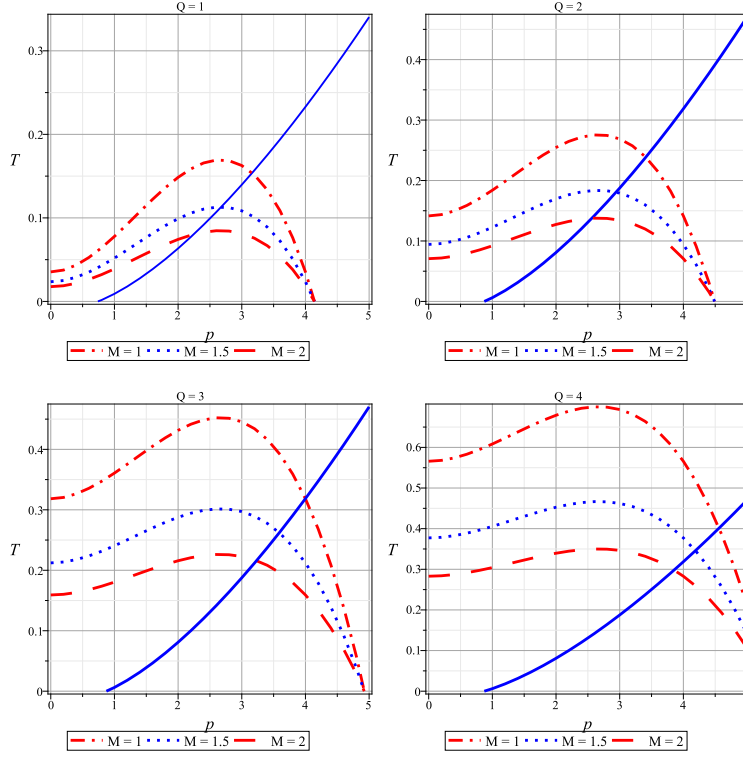 Q = 1
0.3
0.2
T
0.1
0
0 1 2 3 4 5
p
M = 1 M = 1.5 M = 2
Q = 2
0.4
0.3
T
0.2
0.1
0
0 1 2 3 4
p
M = 1 M = 1.5 M = 2
Q = 3
0.4
0.3
T
0.2
0.1
0
0 1 2 3 4 5
p
M = 1 M = 1.5 M = 2
Q = 4
0.6
0.5
0.4
T
0.3
0.2
0.1
0
0 1 2 3 4
p
M = 1 M = 1.5 M = 2